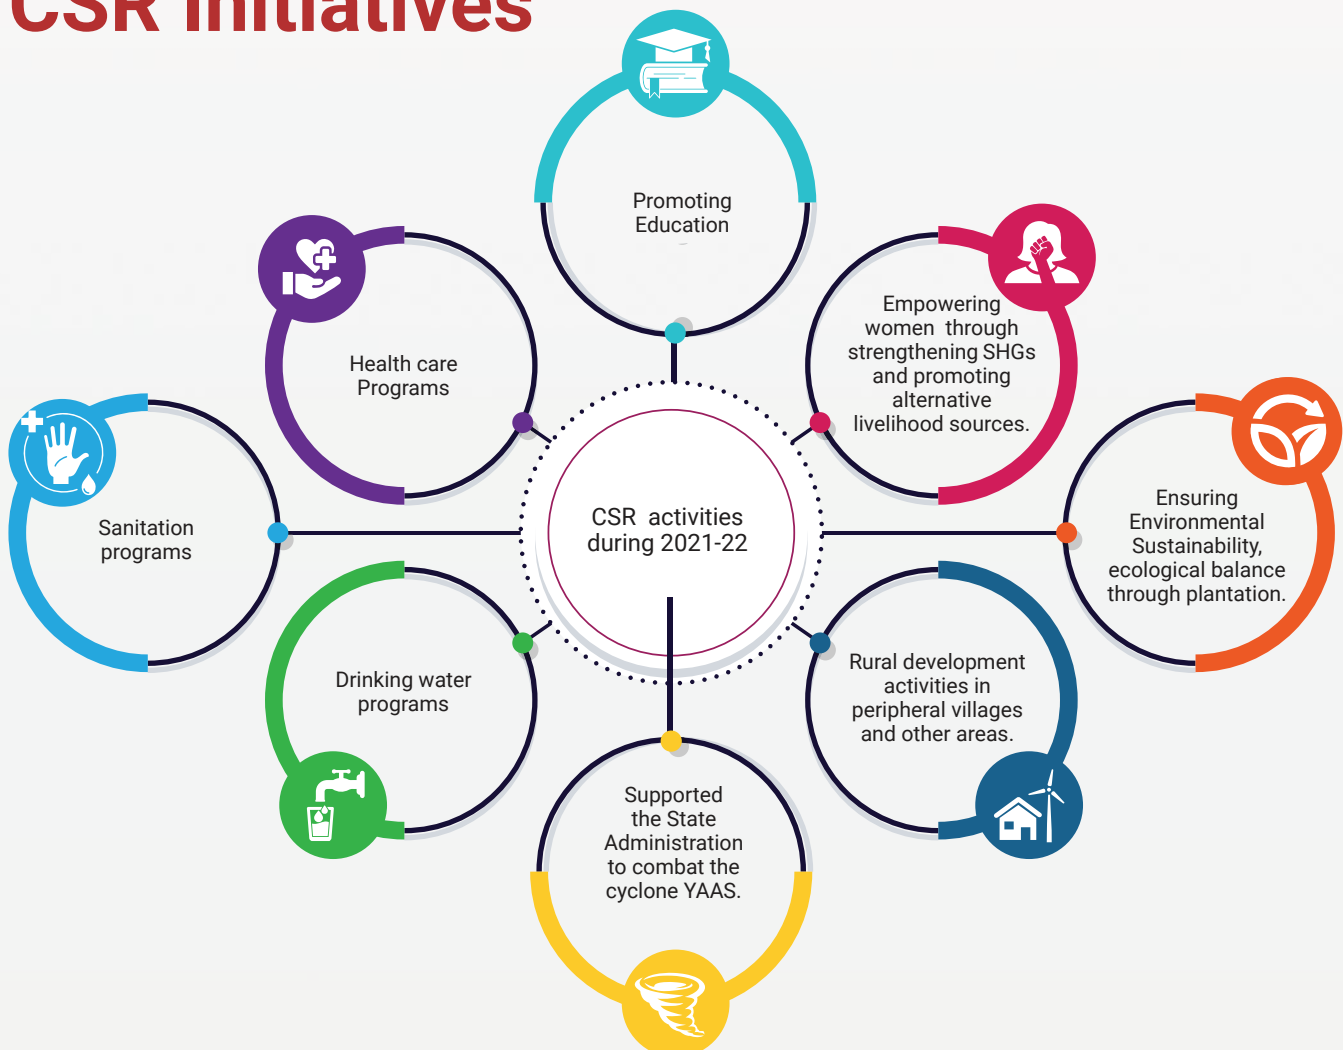 CSR Initiatives
Promoting
Education
Health care
Programs
Empowering
women through
strengthening SHGs
and promoting
alternative
livelihood sources.
Sanitation
programs
CSR activities
during 2021-22
Ensuring
Environmental
Sustainability,
ecological balance
through plantation.
Drinking water
programs
Rural development
activities in
peripheral villages
and other areas.
Supported
the State
Administration
to combat the
cyclone YAAS.